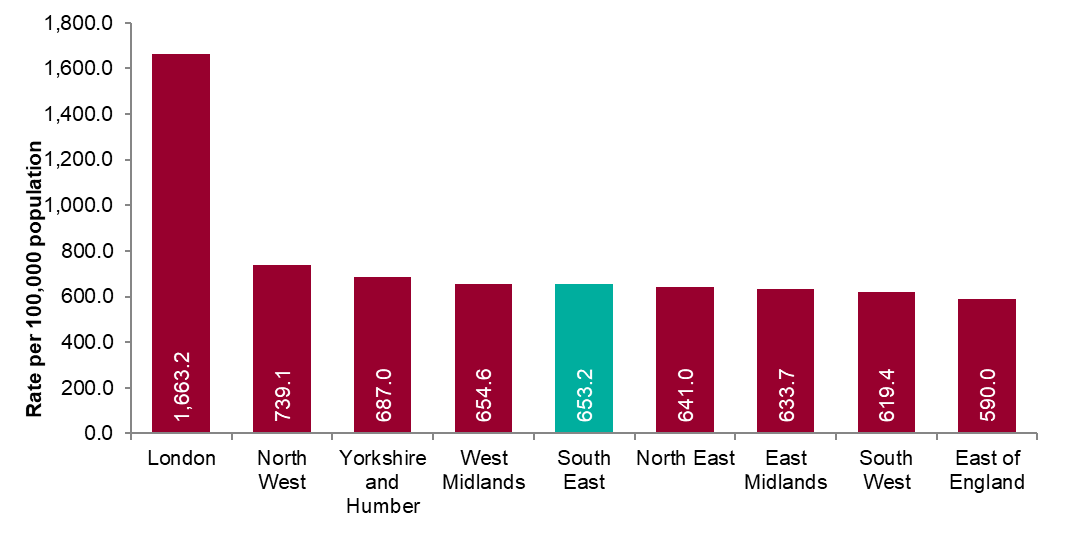 Rate per 100,000 population
1,800.0
1,600.0
1,400.0
1,200.0
1,000.0
800.0
600.0
400.0
200.0
0.0
1,663.2
739.1
687.0
654.6
653.2
641.0
633.7
619.4
590.0
London
North
West
Yorkshire
and
Humber
West
Midlands
South
East
North East
East
Midlands
South
West
East of
England